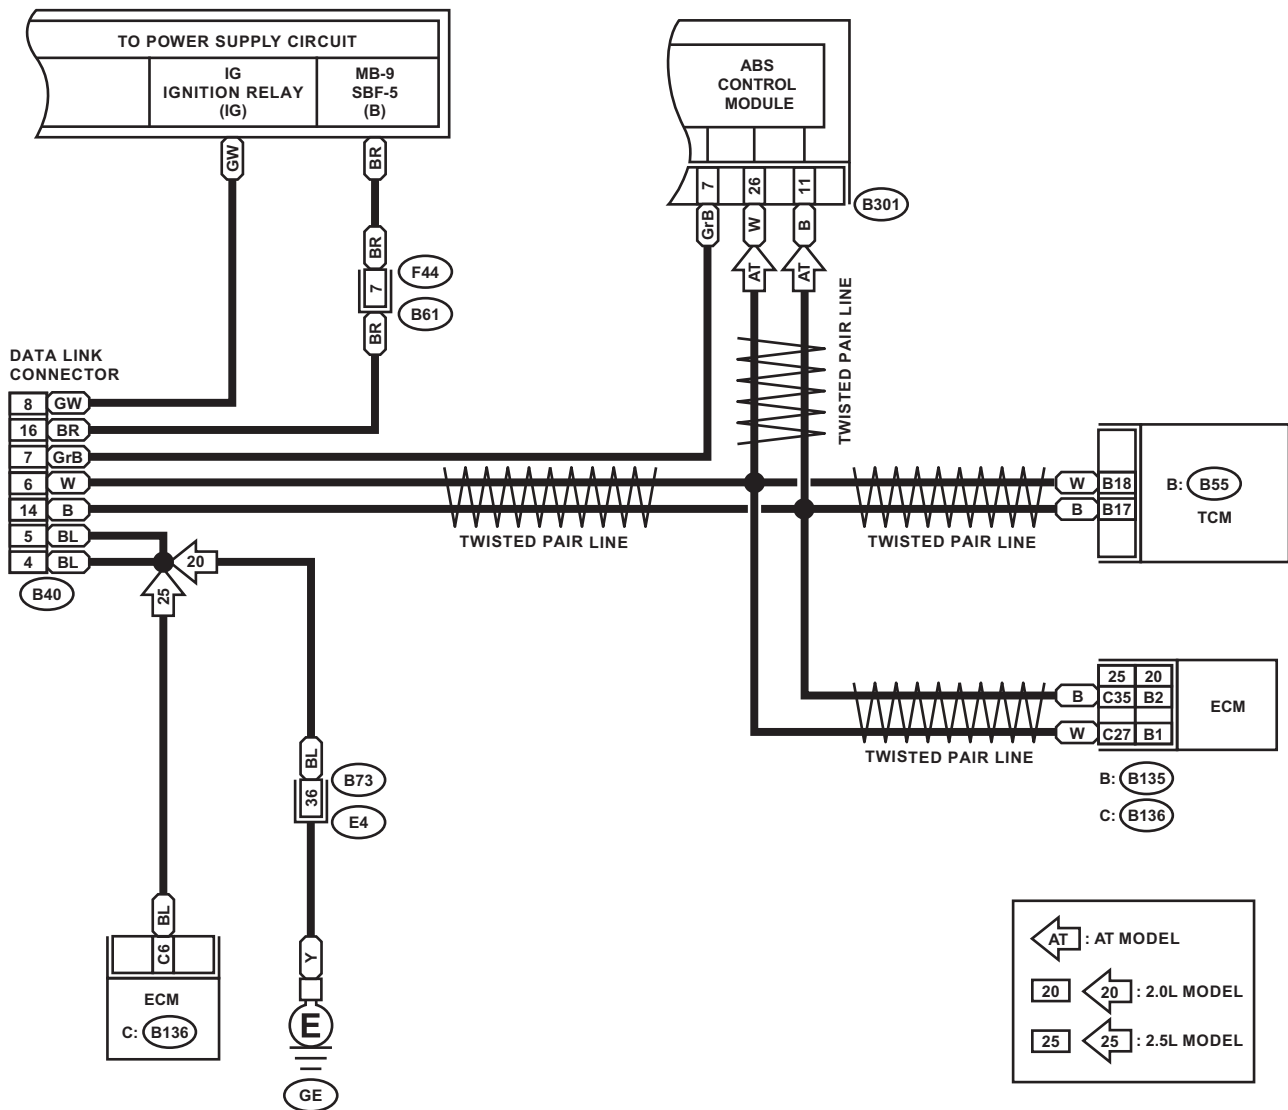 TO POWER SUPPLY CIRCUIT
IG
IGNITION RELAY
(IG)
MB-9
SBF-5
(B)
GW
BR
BR
7
F44
B61
BR
ABS
CONTROL
MODULE
7
26
11
B301
GrB
W
B
AT
AT
TWISTED PAIR LINE
DATA LINK
CONNECTOR
8 GW
16 BR
7 GrB
6 W
14 B
5 BL
4 BL
B40
20
25
TWISTED PAIR LINE
TWISTED PAIR LINE
W B18
B B17
B: B55
TCM
25 20
B C35 B2
W C27 B1
ECM
TWISTED PAIR LINE
B: B135
C: B136
BL
36
B73
E4
BL
C6
ECM
C: B136
Y
E
GE
AT : AT MODEL
20 20 : 2.0L MODEL
25 25 : 2.5L MODEL